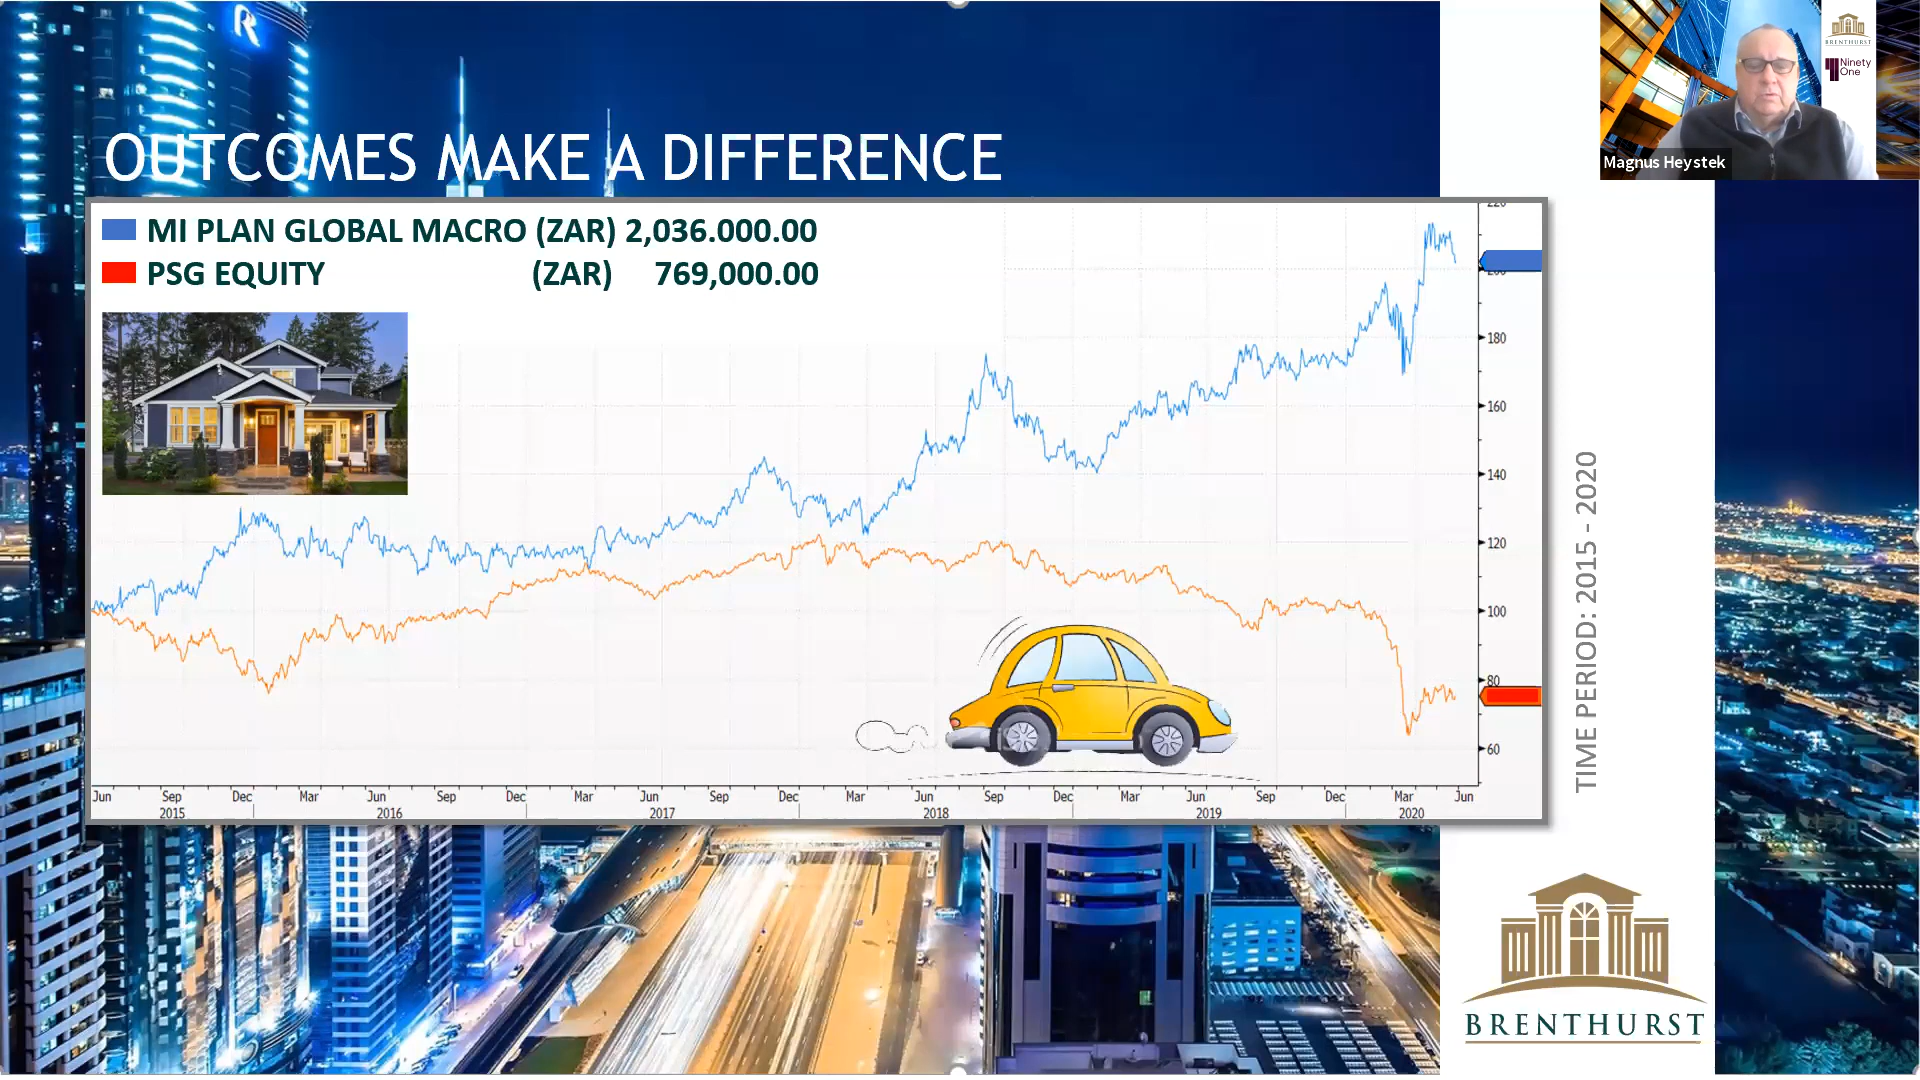 R
BRENTHURST
Ninety
One
Magnus Heystek
OUTCOMES MAKE A DIFFERENCE
MI PLAN GLOBAL MACRO (ZAR) 2,036.000.00
PSG EQUITY (ZAR) 769,000.00
220
200
180
160
140
120
100
80
60
Jun Sep Dec Mar Jun Sep Dec Mar Jun Sep Dec Mar Jun Sep Dec Mar Jun Sep Dec Mar Jun
2015 2016 2017 2018 2019 2020
TIME PERIOD: 2015 - 2020
BRENTHURST